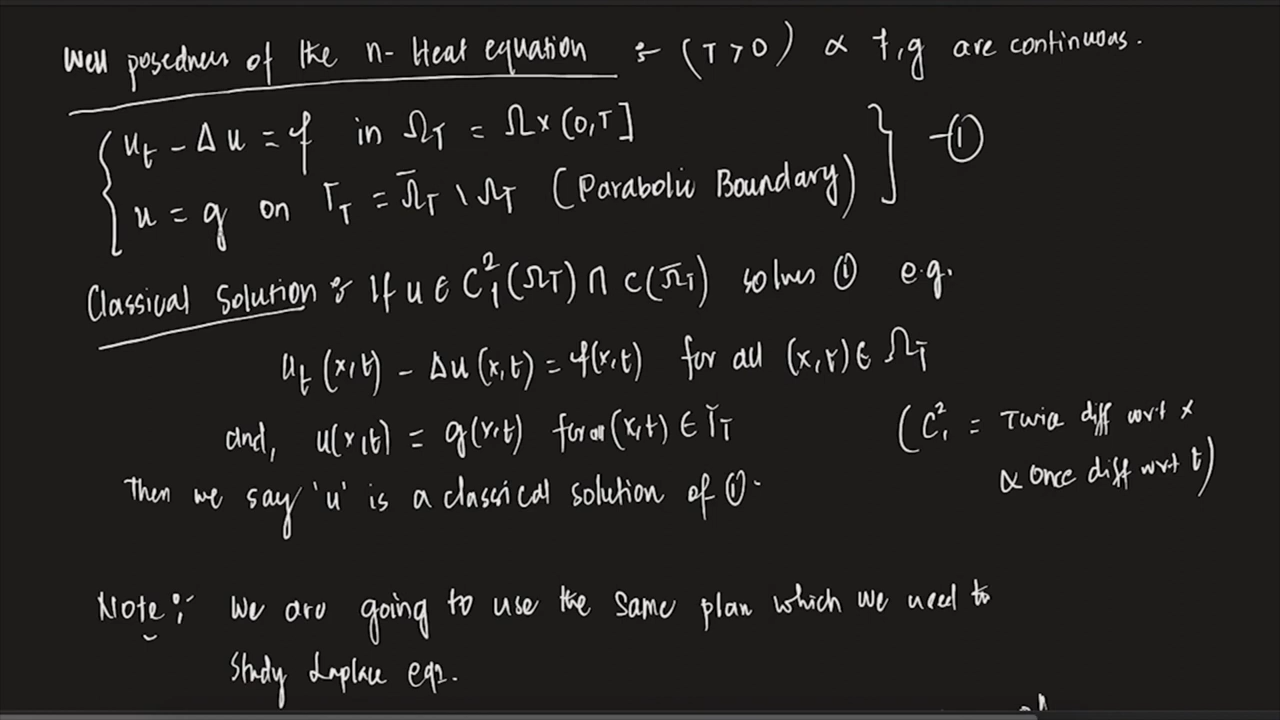 Well posedness of the n- Heat equation :- (T > 0) & f, g are continuous.
{ u_t - Δu = f in Ω_T = Ω × (0,T]
u = g on Γ_T = Ω̅_T \ Ω_T (Parabolic Boundary) } -①
Classical Solution :- If u ∈ C²₁(Ω_T) ∩ C(Ω̅_T) solves ① e.g.
u_t (x,t) - Δu (x,t) = f(x,t) for all (x,t) ∈ Ω_T
and, u(x,t) = g(x,t) for all (x,t) ∈ Γ_T
(C²₁ = Twice diff wrt x
& once diff wrt t)
Then we say 'u' is a classical solution of ①.
Note :- We are going to use the same plan which we used to
Study Laplace eqn.